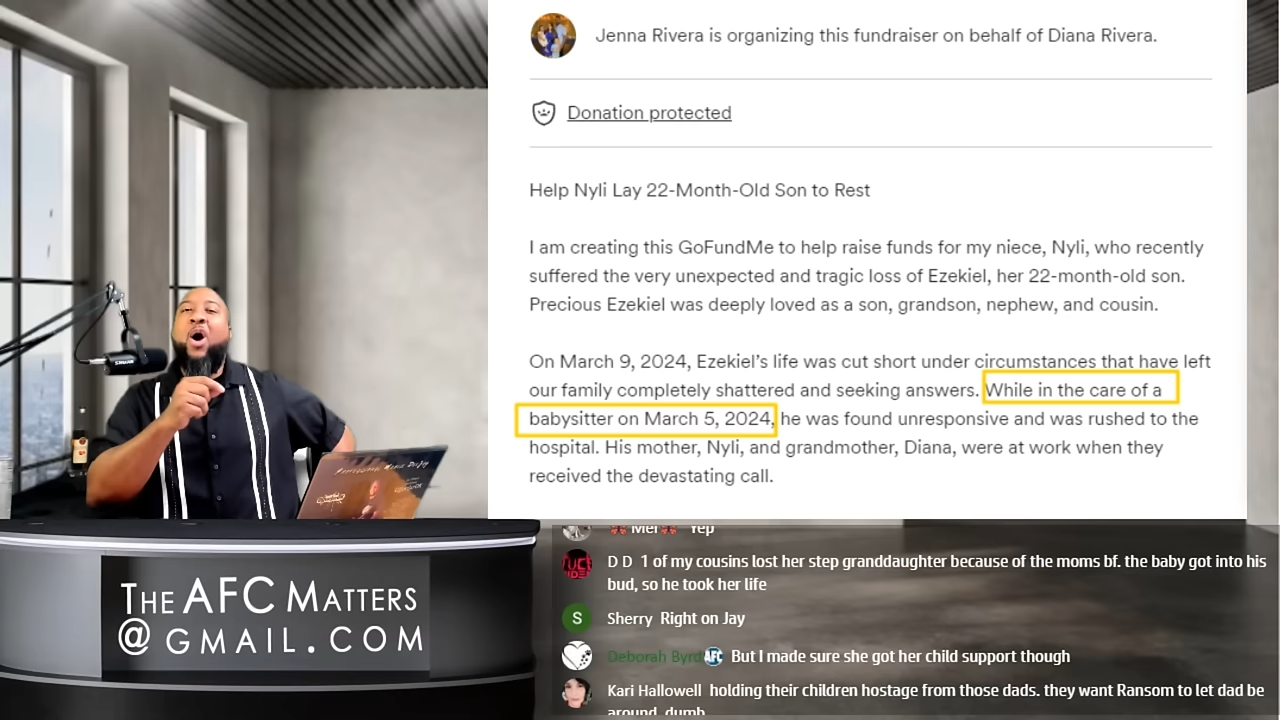 Jenna Rivera is organizing this fundraiser on behalf of Diana Rivera.
Donation protected
Help Nyli Lay 22-Month-Old Son to Rest
I am creating this GoFundMe to help raise funds for my niece, Nyli, who recently
suffered the very unexpected and tragic loss of Ezekiel, her 22-month-old son.
Precious Ezekiel was deeply loved as a son, grandson, nephew, and cousin.
On March 9, 2024, Ezekiel's life was cut short under circumstances that have left
our family completely shattered and seeking answers. While in the care of a
babysitter on March 5, 2024, he was found unresponsive and was rushed to the
hospital. His mother, Nyli, and grandmother, Diana, were at work when they
received the devastating call.
SHURE
THE AFC MATTERS
@ GMAIL.COM
Mel Yep
D D 1 of my cousins lost her step granddaughter because of the moms bf. the baby got into his
bud, so he took her life
S
Sherry Right on Jay
Deborah Byrd AFC But I made sure she got her child support though
Kari Hallowell holding their children hostage from those dads. they want Ransom to let dad be
around. dumb